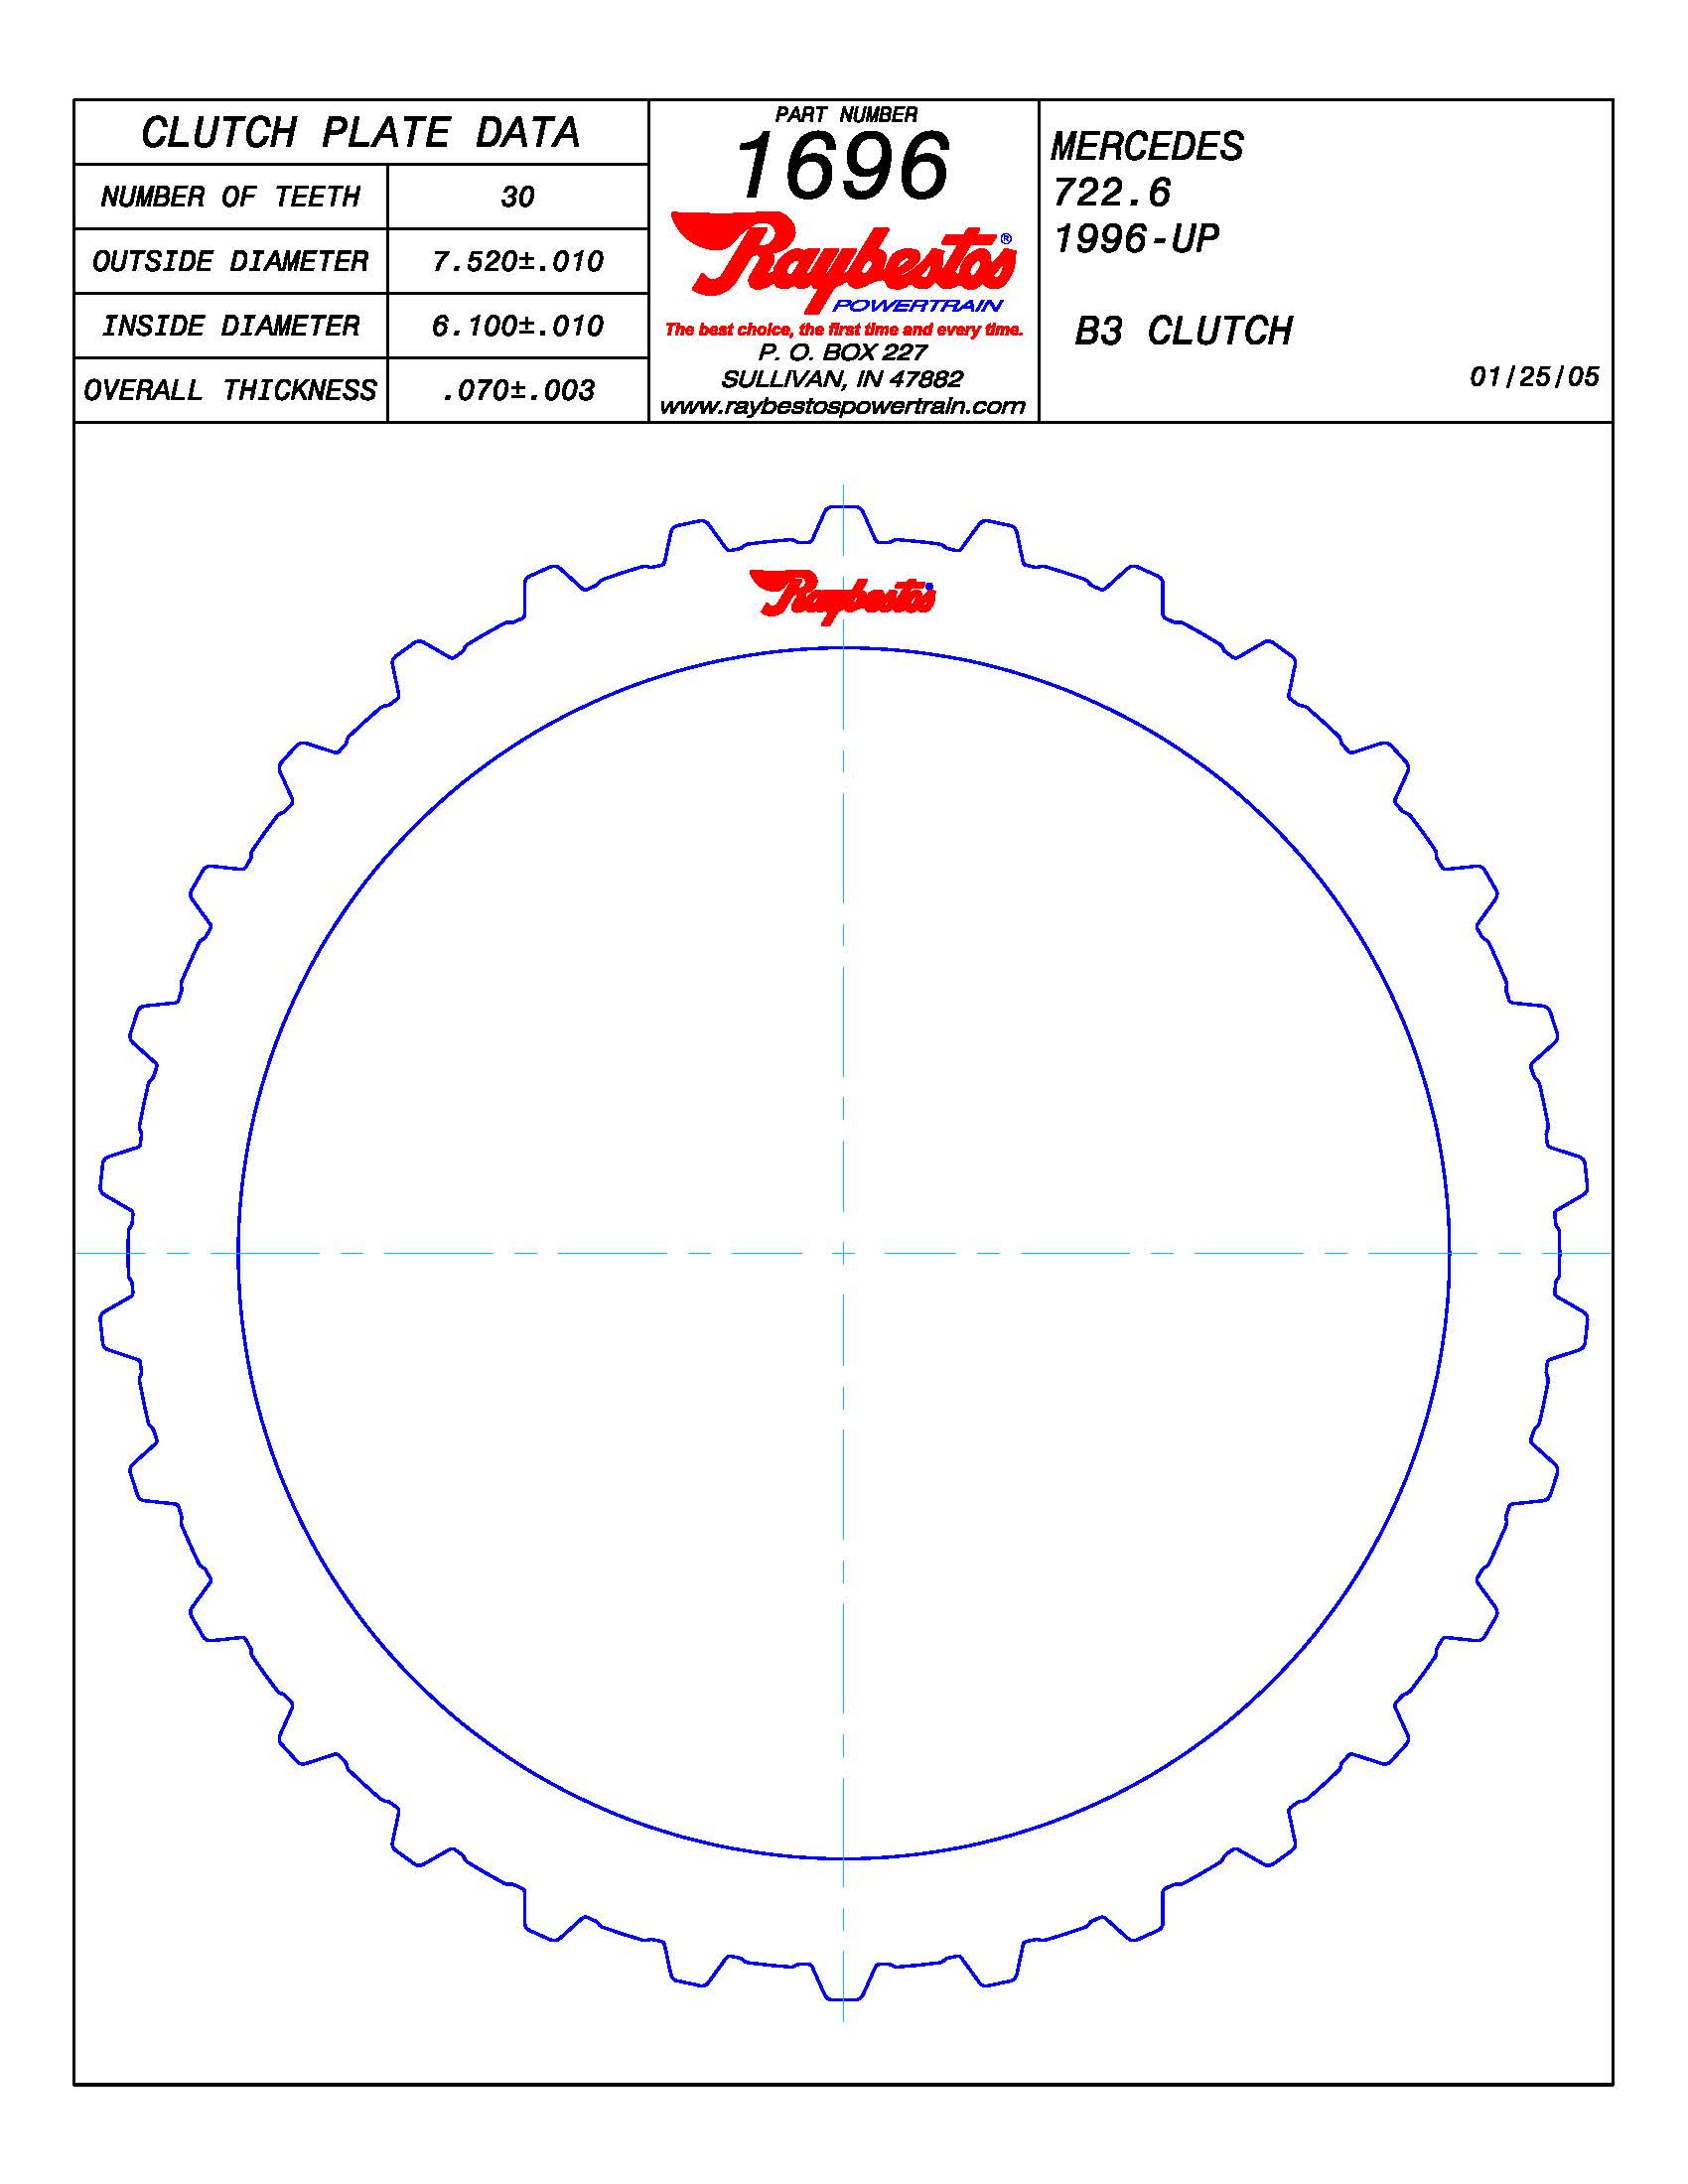 CLUTCH PLATE DATA
NUMBER OF TEETH 30
OUTSIDE DIAMETER 7.520±.010
INSIDE DIAMETER 6.100±.010
OVERALL THICKNESS .070±.003
PART NUMBER
1696
Raybestos®
POWERTRAIN
The best choice, the first time and every time.
P. O. BOX 227
SULLIVAN, IN 47882
www.raybestospowertrain.com
MERCEDES
722.6
1996-UP
B3 CLUTCH
01/25/05
Raybestos